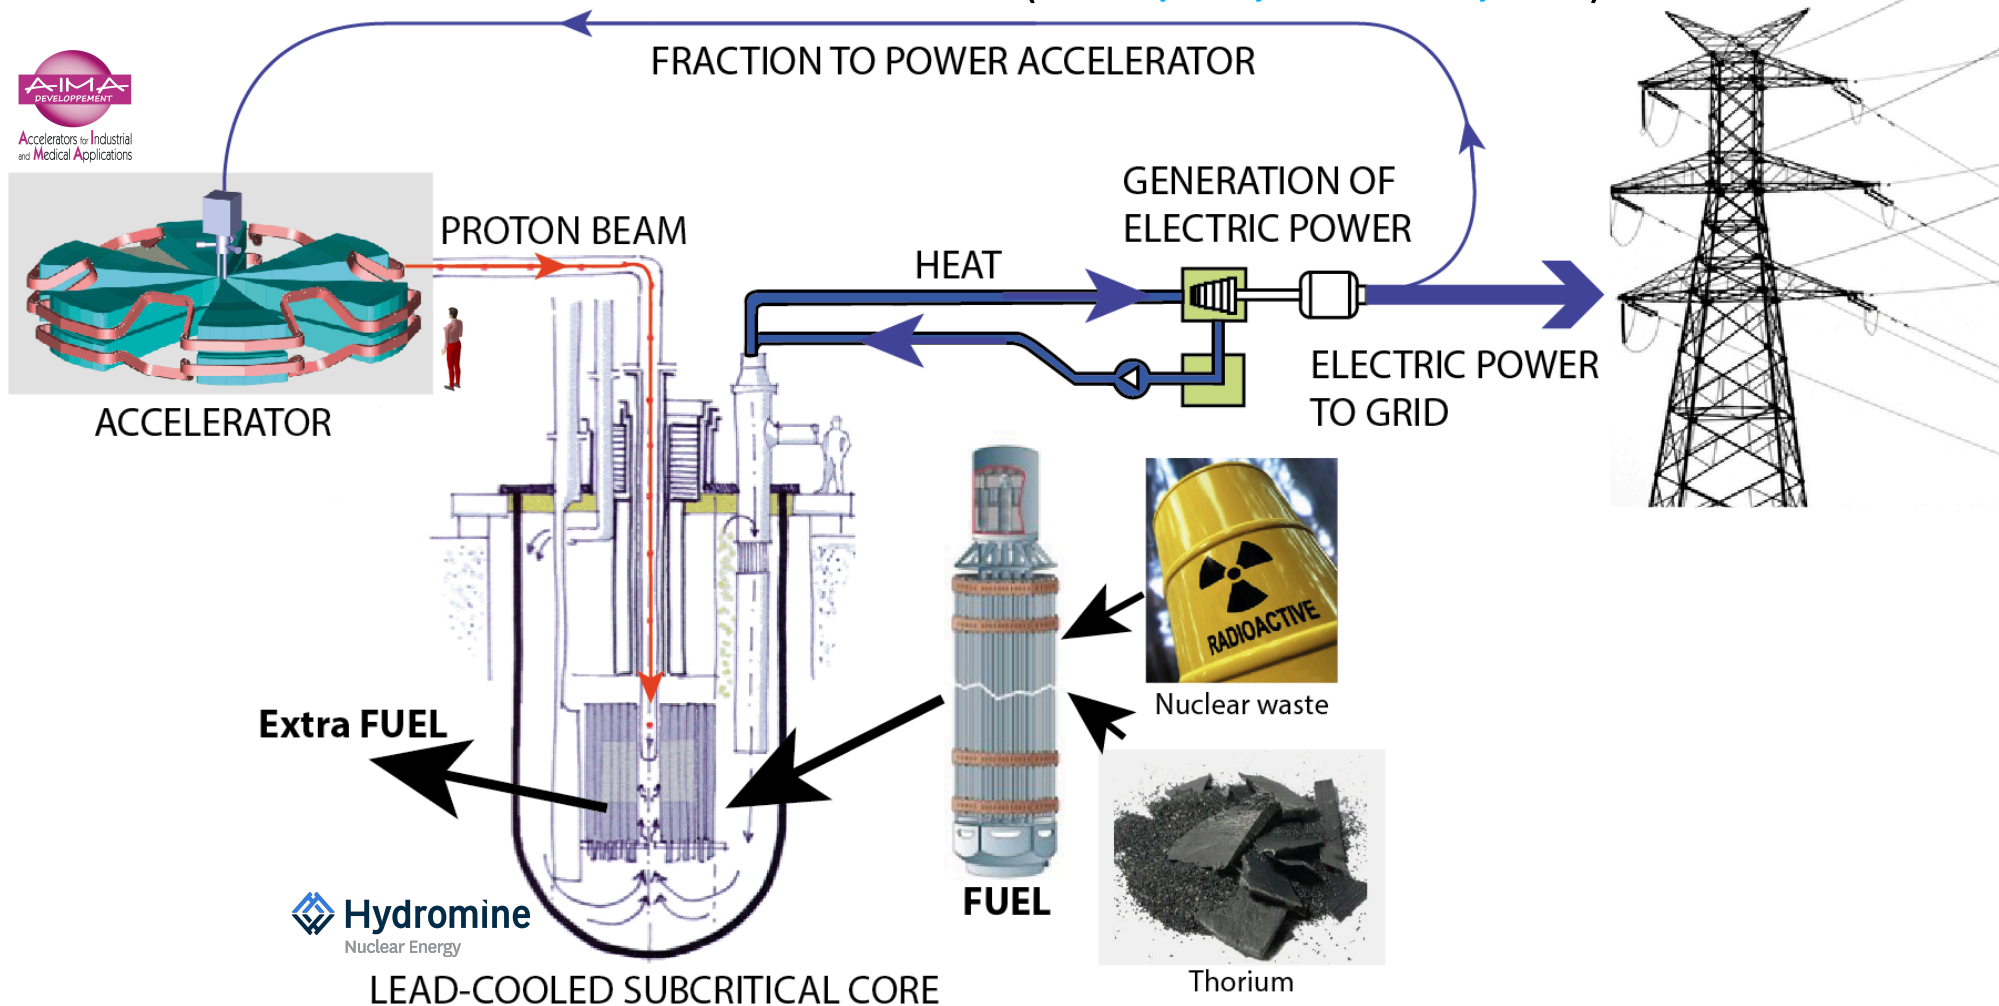 FRACTION TO POWER ACCELERATOR
AIMA
DEVELOPPEMENT
Accelerators for Industrial
and Medical Applications
GENERATION OF
ELECTRIC POWER
PROTON BEAM
HEAT
ELECTRIC POWER
TO GRID
ACCELERATOR
RADIOACTIVE
Nuclear waste
Extra FUEL
FUEL
Hydromine
Nuclear Energy
Thorium
LEAD-COOLED SUBCRITICAL CORE